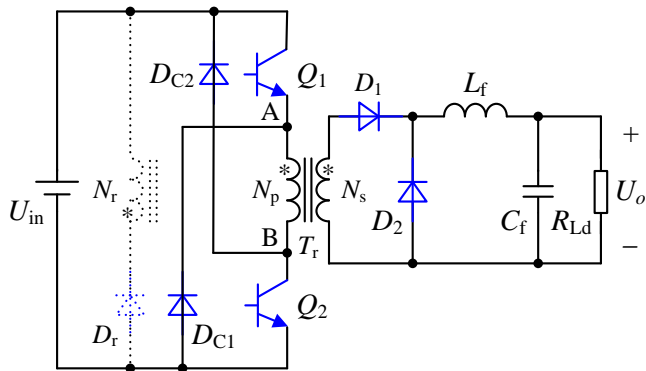 D_C2
Q_1
A
D_1
L_f
+
N_r
*
N_p
*
*
N_s
U_in
D_2
C_f
R_Ld
U_o
B
T_r
−
D_r
D_C1
Q_2